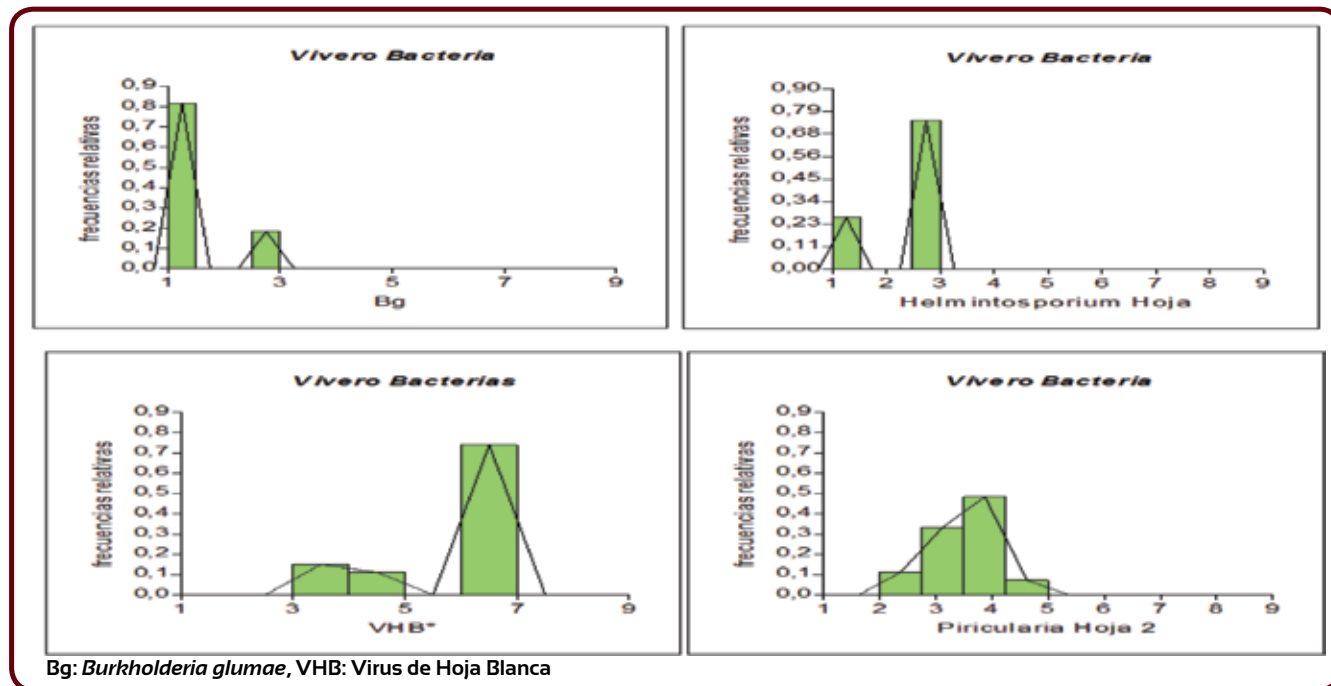 Vivero Bacteria
frecuencias relativas
0,9
0,8
0,7
0,6
0,5
0,4
0,3
0,2
0,1
0,0
1 3 5 7 9
Bg
Vivero Bacteria
frecuencias relativas
0,90
0,79
0,68
0,56
0,45
0,34
0,23
0,11
0,00
1 2 3 4 5 6 7 8 9
Helmintosporium Hoja
Vivero Bacterias
frecuencias relativas
0,9
0,8
0,7
0,6
0,5
0,4
0,3
0,2
0,1
0,0
1 3 5 7 9
VHB*
Vivero Bacteria
frecuencias relativas
0,9
0,8
0,7
0,6
0,5
0,4
0,3
0,2
0,1
0,0
1 2 3 4 5 6 7 8 9
Piricularia Hoja 2
Bg: Burkholderia glumae, VHB: Virus de Hoja Blanca